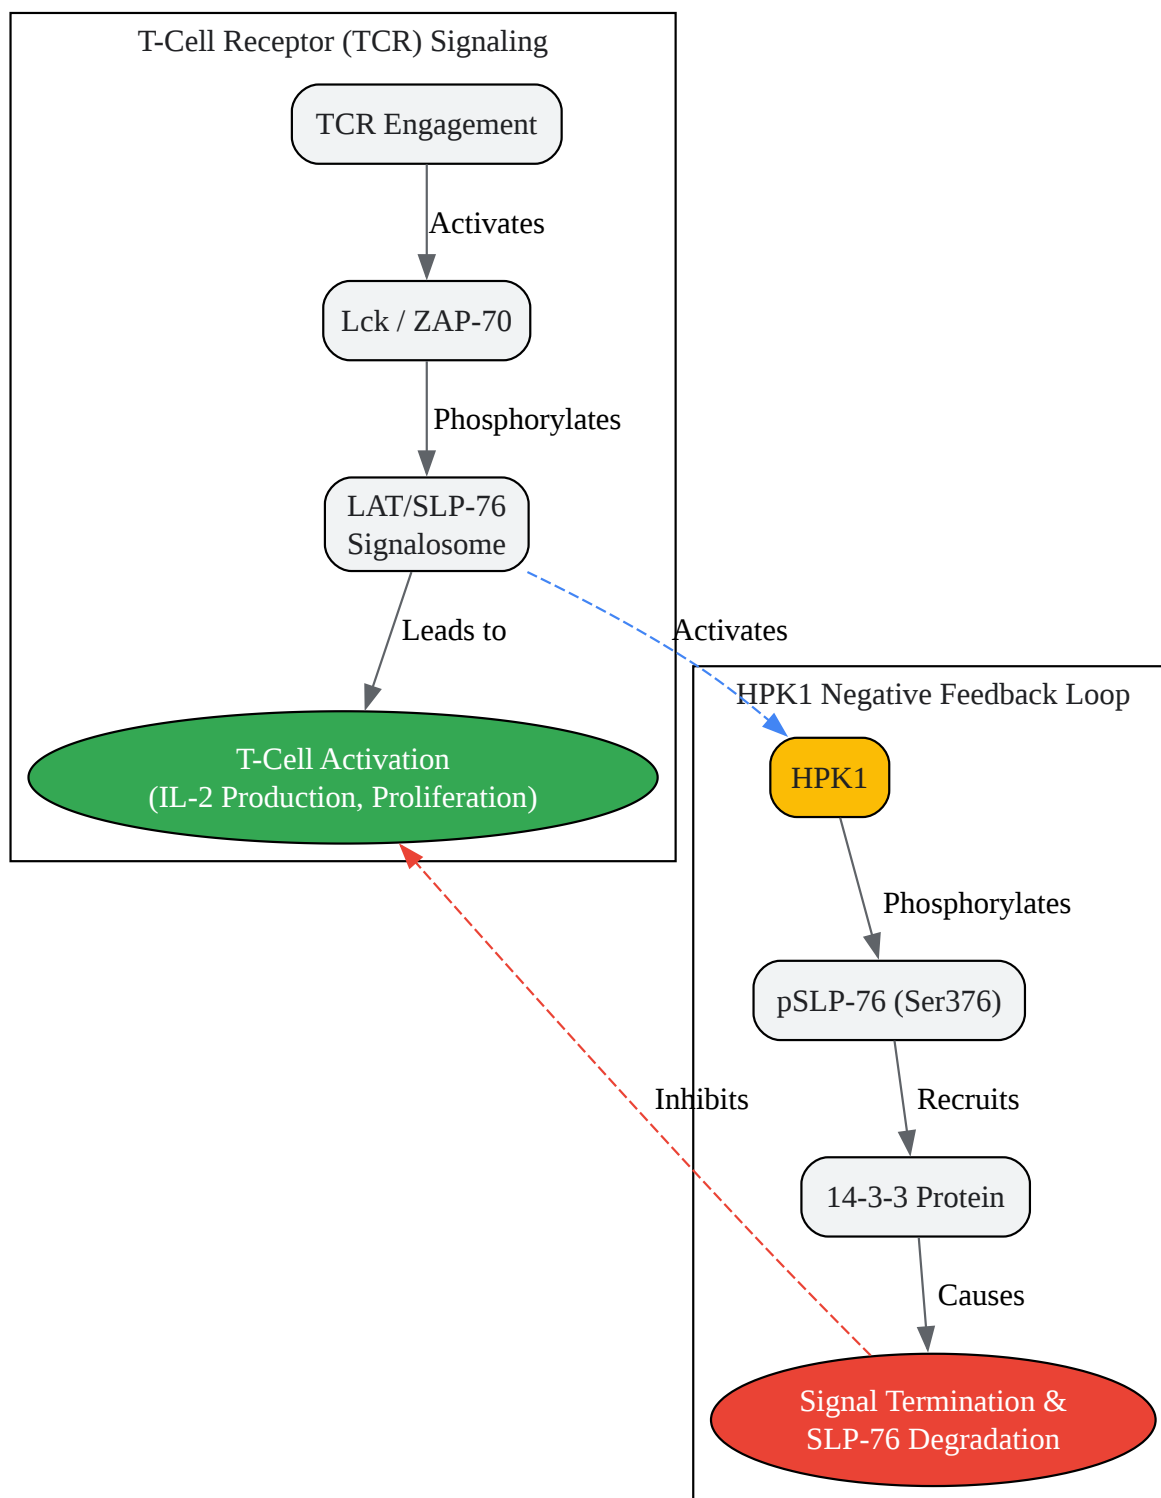 T-Cell Receptor (TCR) Signaling
TCR Engagement
Activates
Lck / ZAP-70
Phosphorylates
LAT/SLP-76
Signalosome
Leads to
Activates
T-Cell Activation
(IL-2 Production, Proliferation)
HPK1 Negative Feedback Loop
HPK1
Phosphorylates
pSLP-76 (Ser376)
Inhibits
Recruits
14-3-3 Protein
Causes
Signal Termination &
SLP-76 Degradation